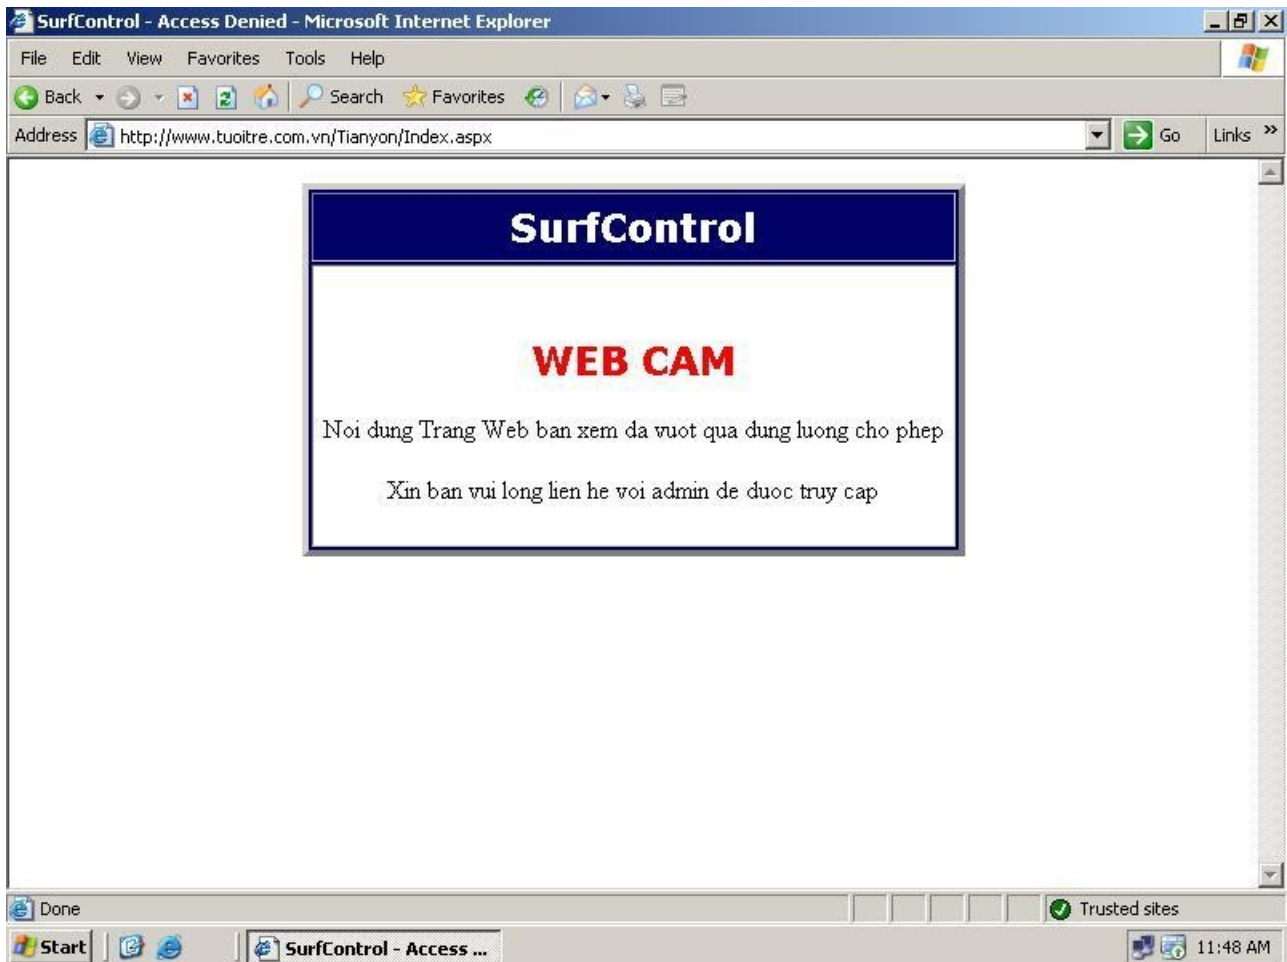 SurfControl - Access Denied - Microsoft Internet Explorer
File Edit View Favorites Tools Help
Back Search Favorites
Address http://www.tuoitre.com.vn/Tianyon/Index.aspx Go Links »
SurfControl
WEB CAM
Noi dung Trang Web ban xem da vuot qua dung luong cho phep
Xin ban vui long lien he voi admin de duoc truy cap
Done Trusted sites
Start SurfControl - Access ... 11:48 AM